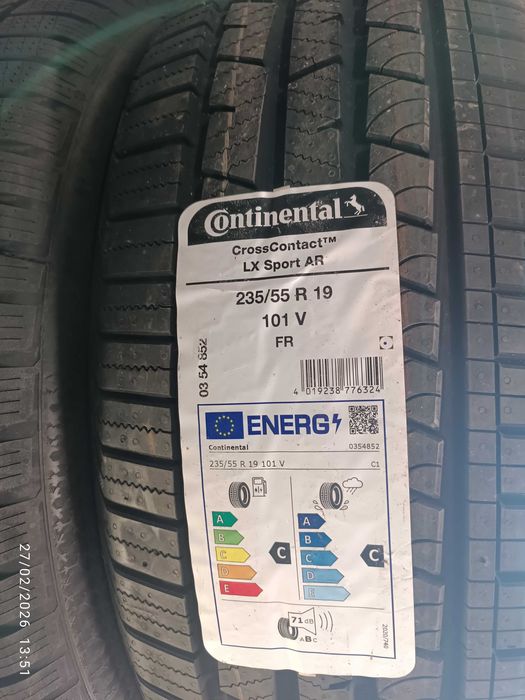 Continental
CrossContact™
LX Sport AR
235/55 R 19
101 V
FR
03 54 852
4 019238 776324
ENERG
Continental 0354852
235/55 R 19 101 V C1
A A
B B
C C C C
D D
E E
71 dB
ABC
2020/740
27/02/2026 13:51